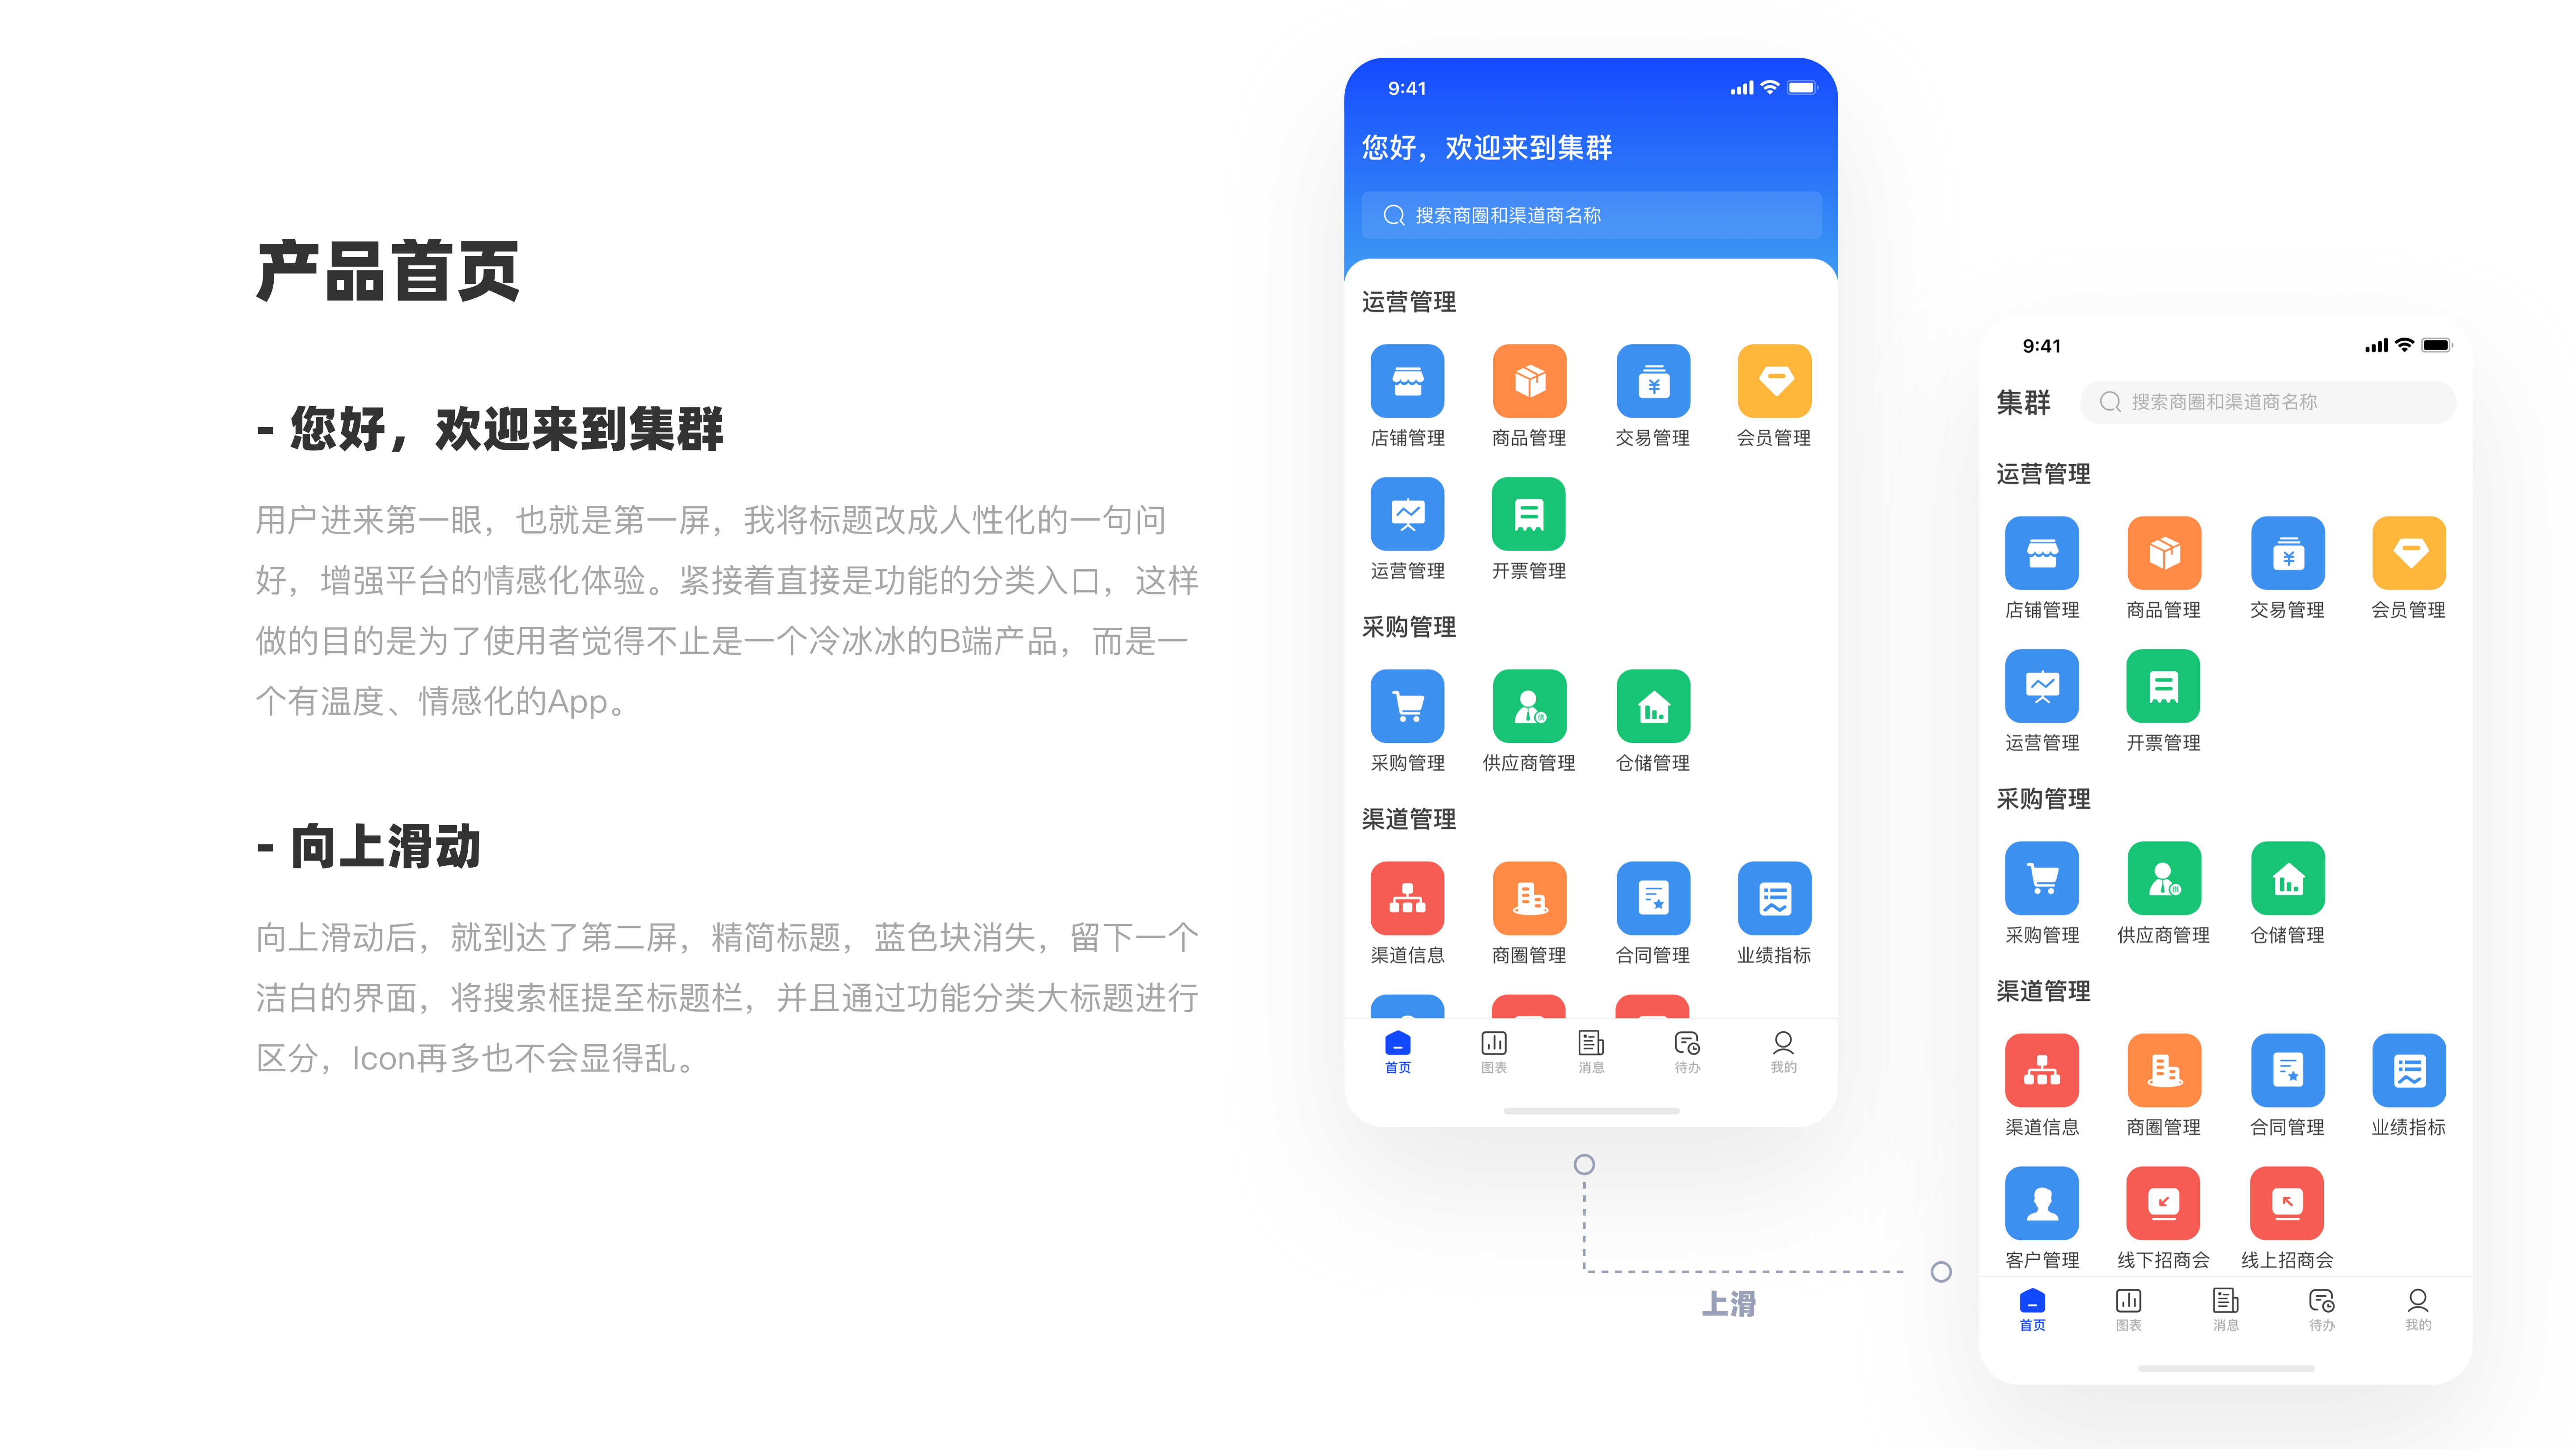 产品首页
- 您好，欢迎来到集群
用户进来第一眼，也就是第一屏，我将标题改成人性化的一句问
好，增强平台的情感化体验。紧接着直接是功能的分类入口，这样
做的目的是为了使用者觉得不止是一个冷冰冰的B端产品，而是一
个有温度、情感化的App。
- 向上滑动
向上滑动后，就到达了第二屏，精简标题，蓝色块消失，留下一个
洁白的界面，将搜索框提至标题栏，并且通过功能分类大标题进行
区分，Icon再多也不会显得乱。
9:41
您好，欢迎来到集群
搜索商圈和渠道商名称
运营管理
店铺管理 商品管理 交易管理 会员管理
运营管理 开票管理
采购管理
采购管理 供应商管理 仓储管理
渠道管理
渠道信息 商圈管理 合同管理 业绩指标
首页 图表 消息 待办 我的
上滑
9:41
集群 搜索商圈和渠道商名称
运营管理
店铺管理 商品管理 交易管理 会员管理
运营管理 开票管理
采购管理
采购管理 供应商管理 仓储管理
渠道管理
渠道信息 商圈管理 合同管理 业绩指标
客户管理 线下招商会 线上招商会
首页 图表 消息 待办 我的